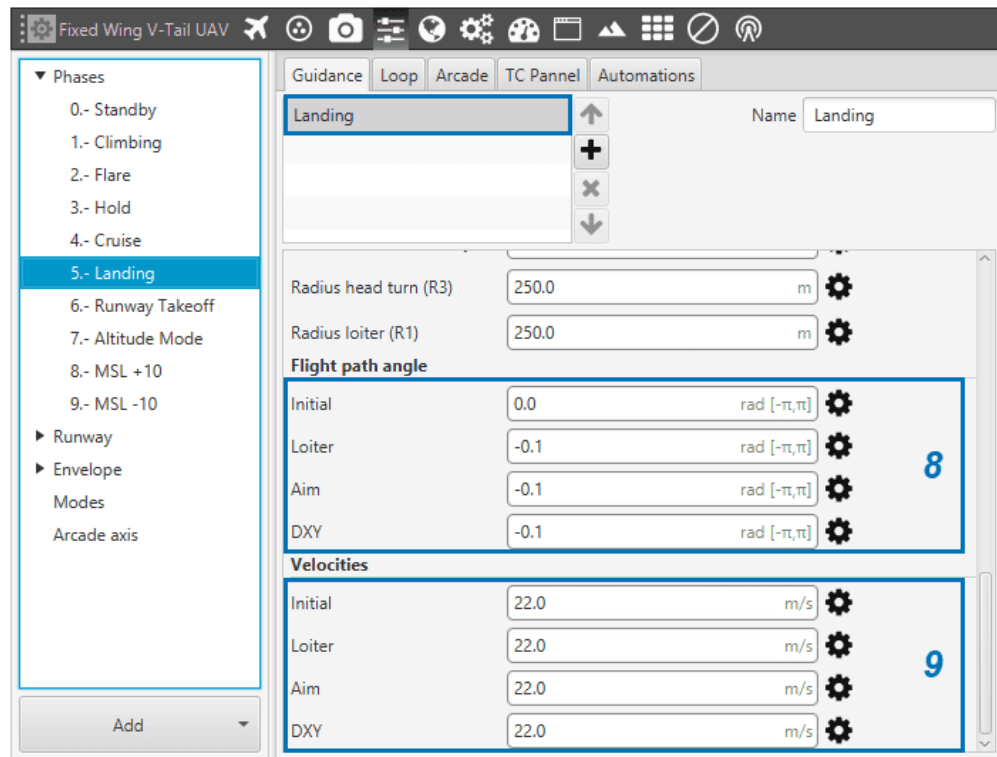 Fixed Wing V-Tail UAV
Phases
0.- Standby
1.- Climbing
2.- Flare
3.- Hold
4.- Cruise
5.- Landing
6.- Runway Takeoff
7.- Altitude Mode
8.- MSL +10
9.- MSL -10
Runway
Envelope
Modes
Arcade axis
Add
Guidance Loop Arcade TC Pannel Automations
Landing
Name Landing
Radius head turn (R3) 250.0 m
Radius loiter (R1) 250.0 m
Flight path angle
Initial 0.0 rad [-π,π]
Loiter -0.1 rad [-π,π]
8
Aim -0.1 rad [-π,π]
DXY -0.1 rad [-π,π]
Velocities
Initial 22.0 m/s
Loiter 22.0 m/s
9
Aim 22.0 m/s
DXY 22.0 m/s